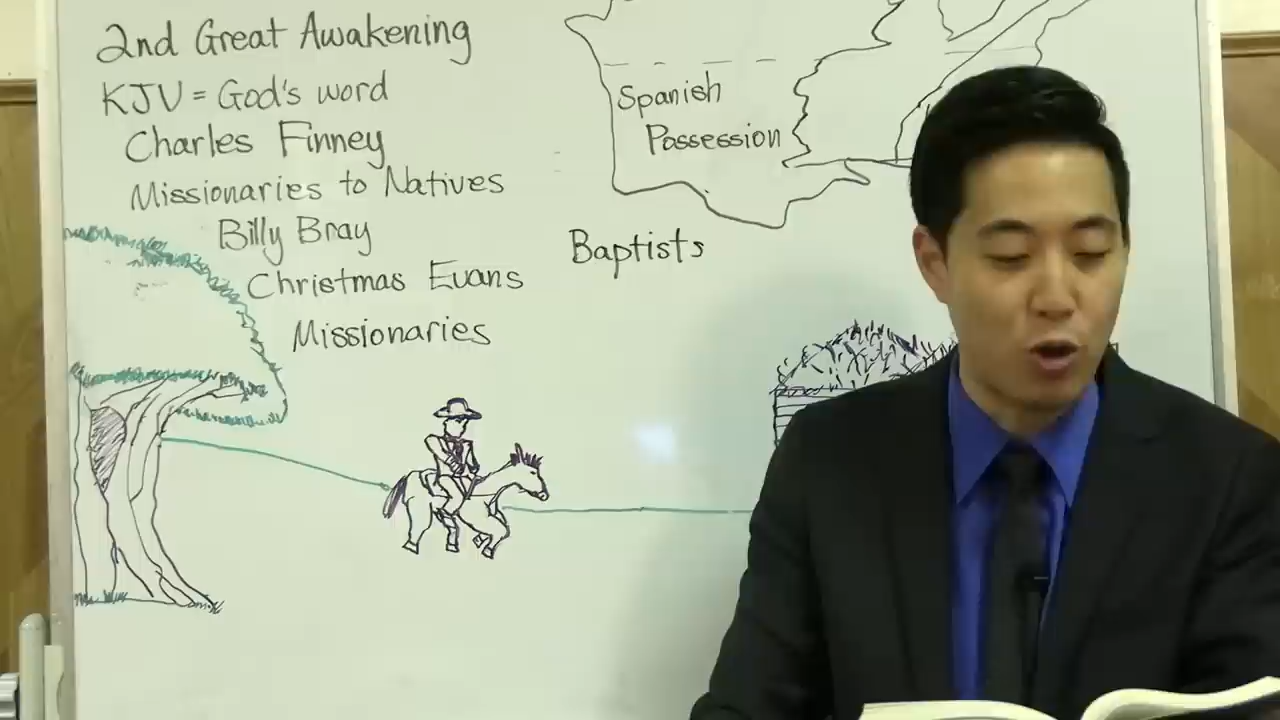 2nd Great Awakening
KJV = God's word
Charles Finney
Missionaries to Natives
Billy Bray
Christmas Evans
Missionaries
Spanish
Possession
Baptists